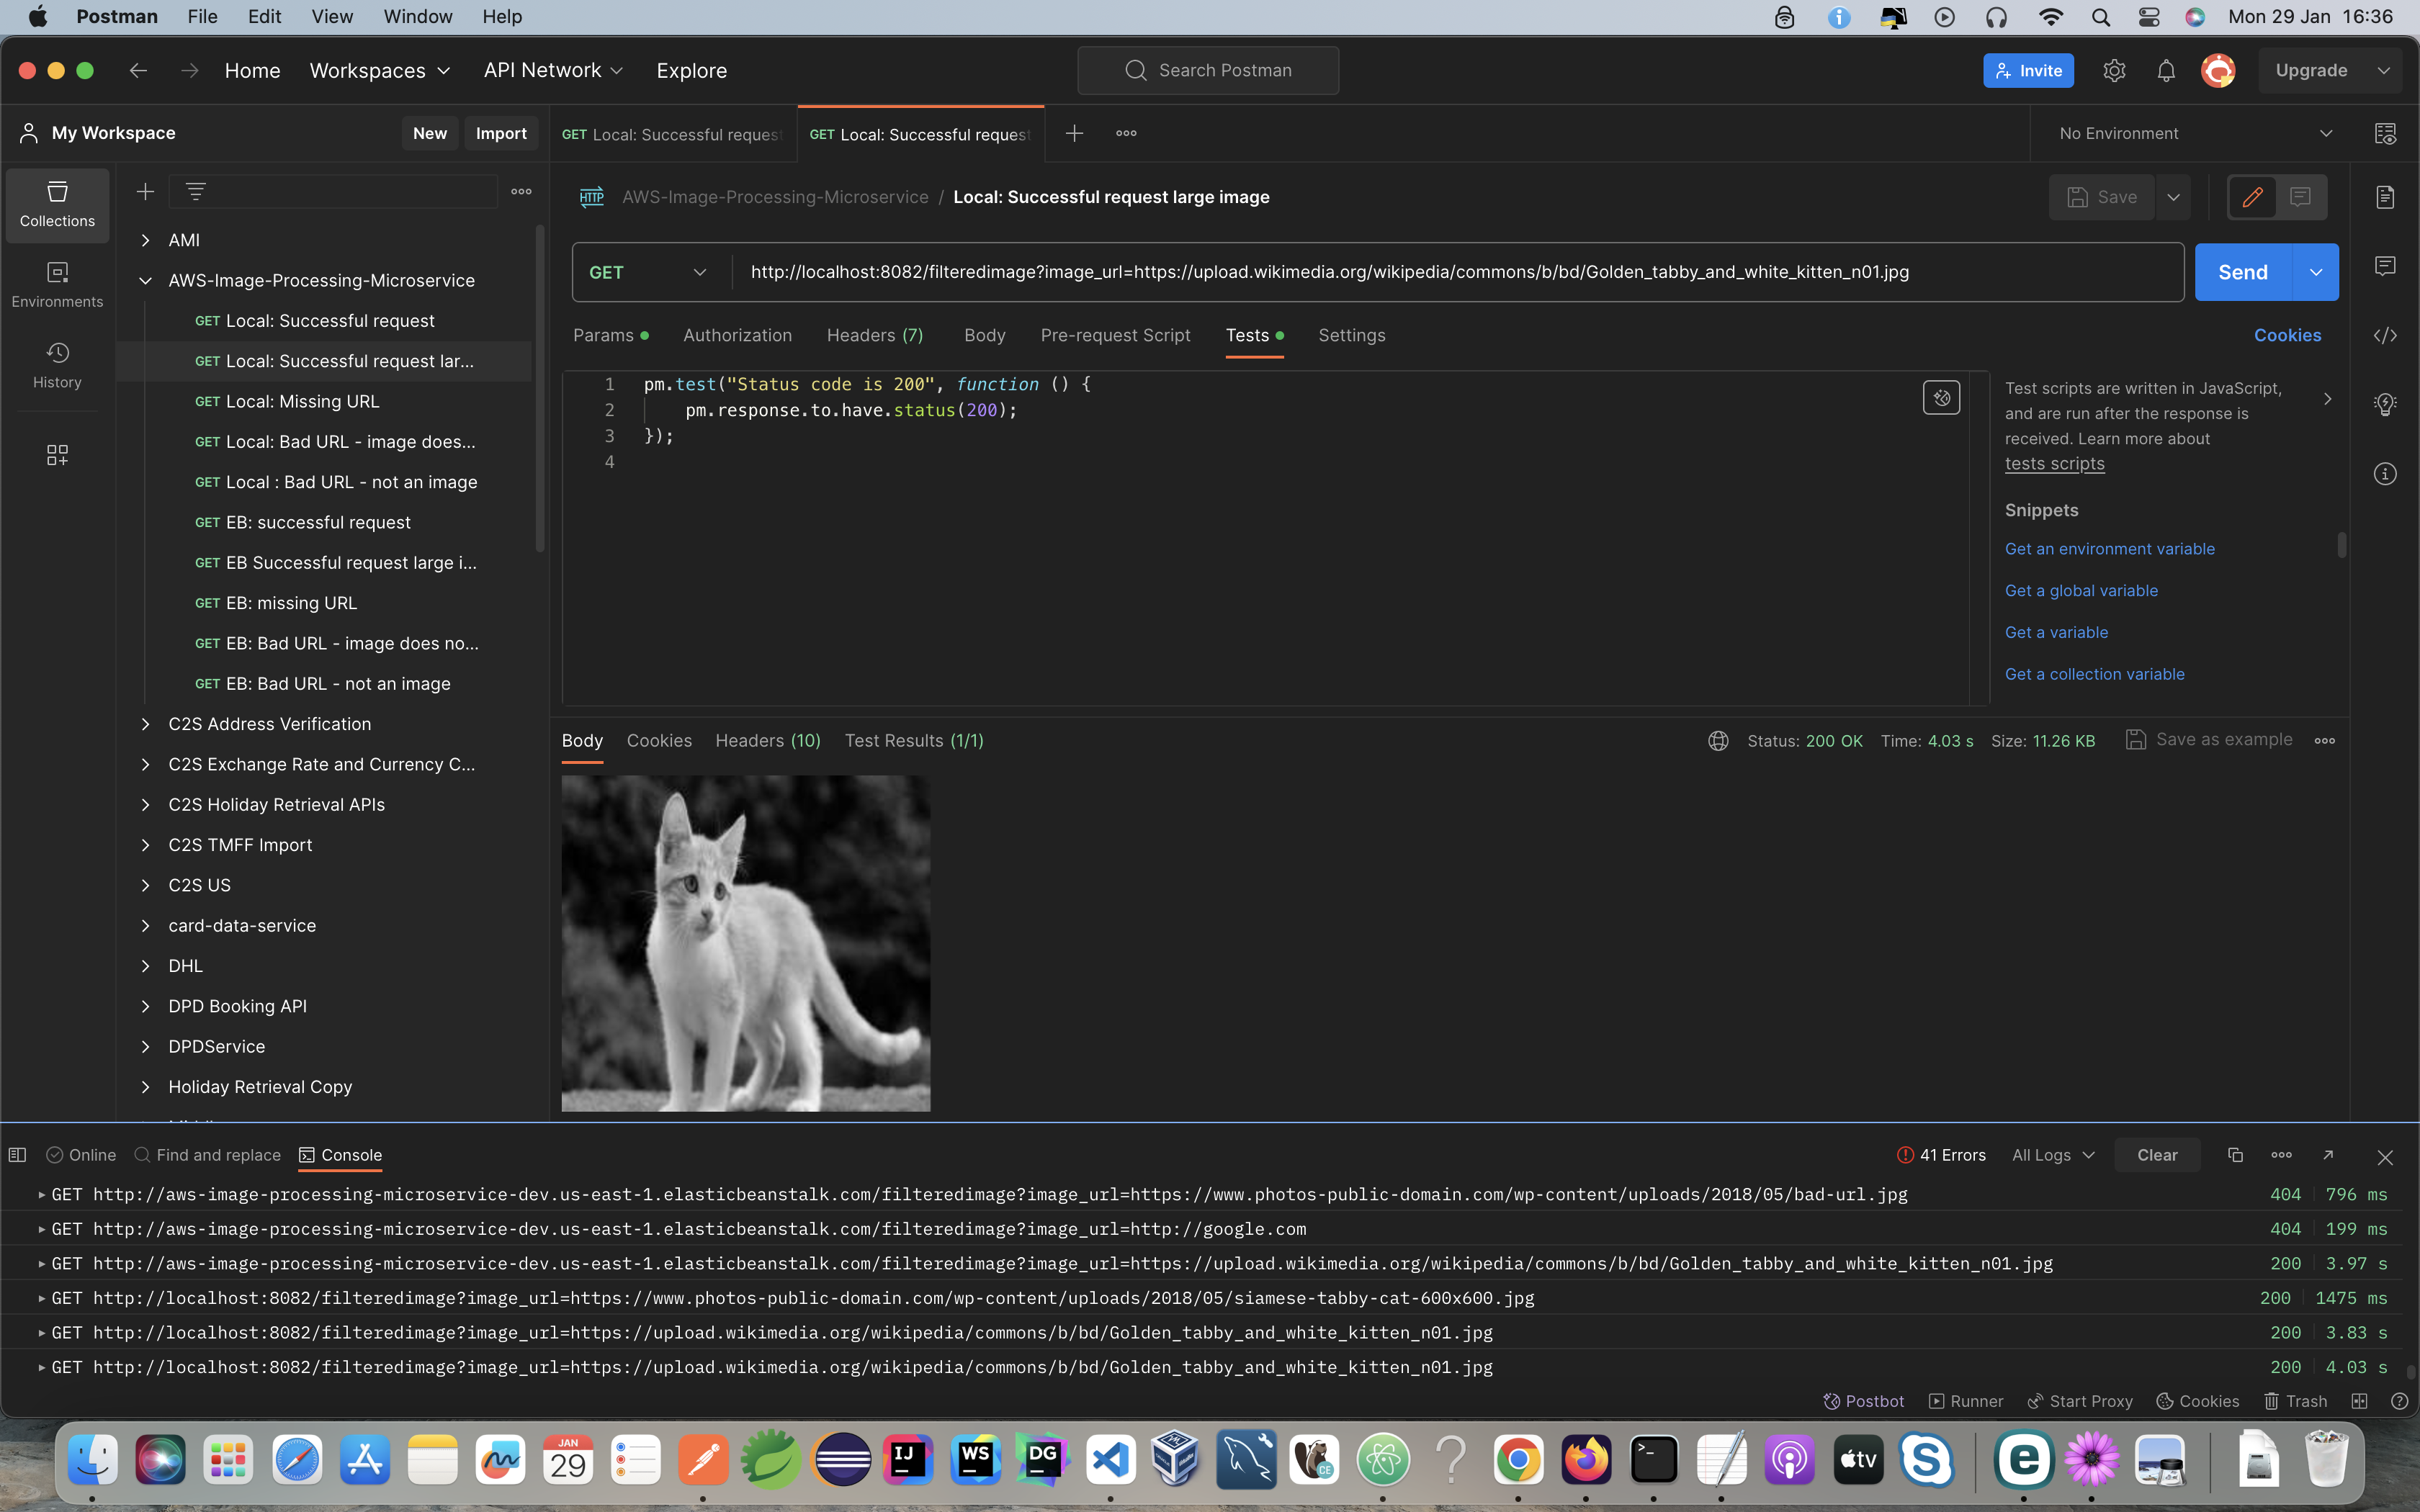 Postman File Edit View Window Help Mon 29 Jan 16:36
Home Workspaces API Network Explore Search Postman Invite Upgrade
My Workspace New Import GET Local: Successful reques GET Local: Successful request No Environment
Collections
Environments
History
AMI
AWS-Image-Processing-Microservice
GET Local: Successful request
GET Local: Successful request lar...
GET Local: Missing URL
GET Local: Bad URL - image does...
GET Local : Bad URL - not an image
GET EB: successful request
GET EB Successful request large i...
GET EB: missing URL
GET EB: Bad URL - image does no...
GET EB: Bad URL - not an image
C2S Address Verification
C2S Exchange Rate and Currency C...
C2S Holiday Retrieval APIs
C2S TMFF Import
C2S US
card-data-service
DHL
DPD Booking API
DPDService
Holiday Retrieval Copy
HTTP AWS-Image-Processing-Microservice / Local: Successful request large image Save
GET http://localhost:8082/filteredimage?image_url=https://upload.wikimedia.org/wikipedia/commons/b/bd/Golden_tabby_and_white_kitten_n01.jpg Send
Params Authorization Headers (7) Body Pre-request Script Tests Settings Cookies
1 pm.test("Status code is 200", function () {
2 pm.response.to.have.status(200);
3 });
4
Test scripts are written in JavaScript,
and are run after the response is
received. Learn more about
tests scripts
Snippets
Get an environment variable
Get a global variable
Get a variable
Get a collection variable
Body Cookies Headers (10) Test Results (1/1) Status: 200 OK Time: 4.03 s Size: 11.26 KB Save as example
Online Find and replace Console 41 Errors All Logs Clear
GET http://aws-image-processing-microservice-dev.us-east-1.elasticbeanstalk.com/filteredimage?image_url=https://www.photos-public-domain.com/wp-content/uploads/2018/05/bad-url.jpg 404 796 ms
GET http://aws-image-processing-microservice-dev.us-east-1.elasticbeanstalk.com/filteredimage?image_url=http://google.com 404 199 ms
GET http://aws-image-processing-microservice-dev.us-east-1.elasticbeanstalk.com/filteredimage?image_url=https://upload.wikimedia.org/wikipedia/commons/b/bd/Golden_tabby_and_white_kitten_n01.jpg 200 3.97 s
GET http://localhost:8082/filteredimage?image_url=https://www.photos-public-domain.com/wp-content/uploads/2018/05/siamese-tabby-cat-600x600.jpg 200 1475 ms
GET http://localhost:8082/filteredimage?image_url=https://upload.wikimedia.org/wikipedia/commons/b/bd/Golden_tabby_and_white_kitten_n01.jpg 200 3.83 s
GET http://localhost:8082/filteredimage?image_url=https://upload.wikimedia.org/wikipedia/commons/b/bd/Golden_tabby_and_white_kitten_n01.jpg 200 4.03 s
Postbot Runner Start Proxy Cookies Trash
JAN
29
IJ
WS
DG
CE
tv